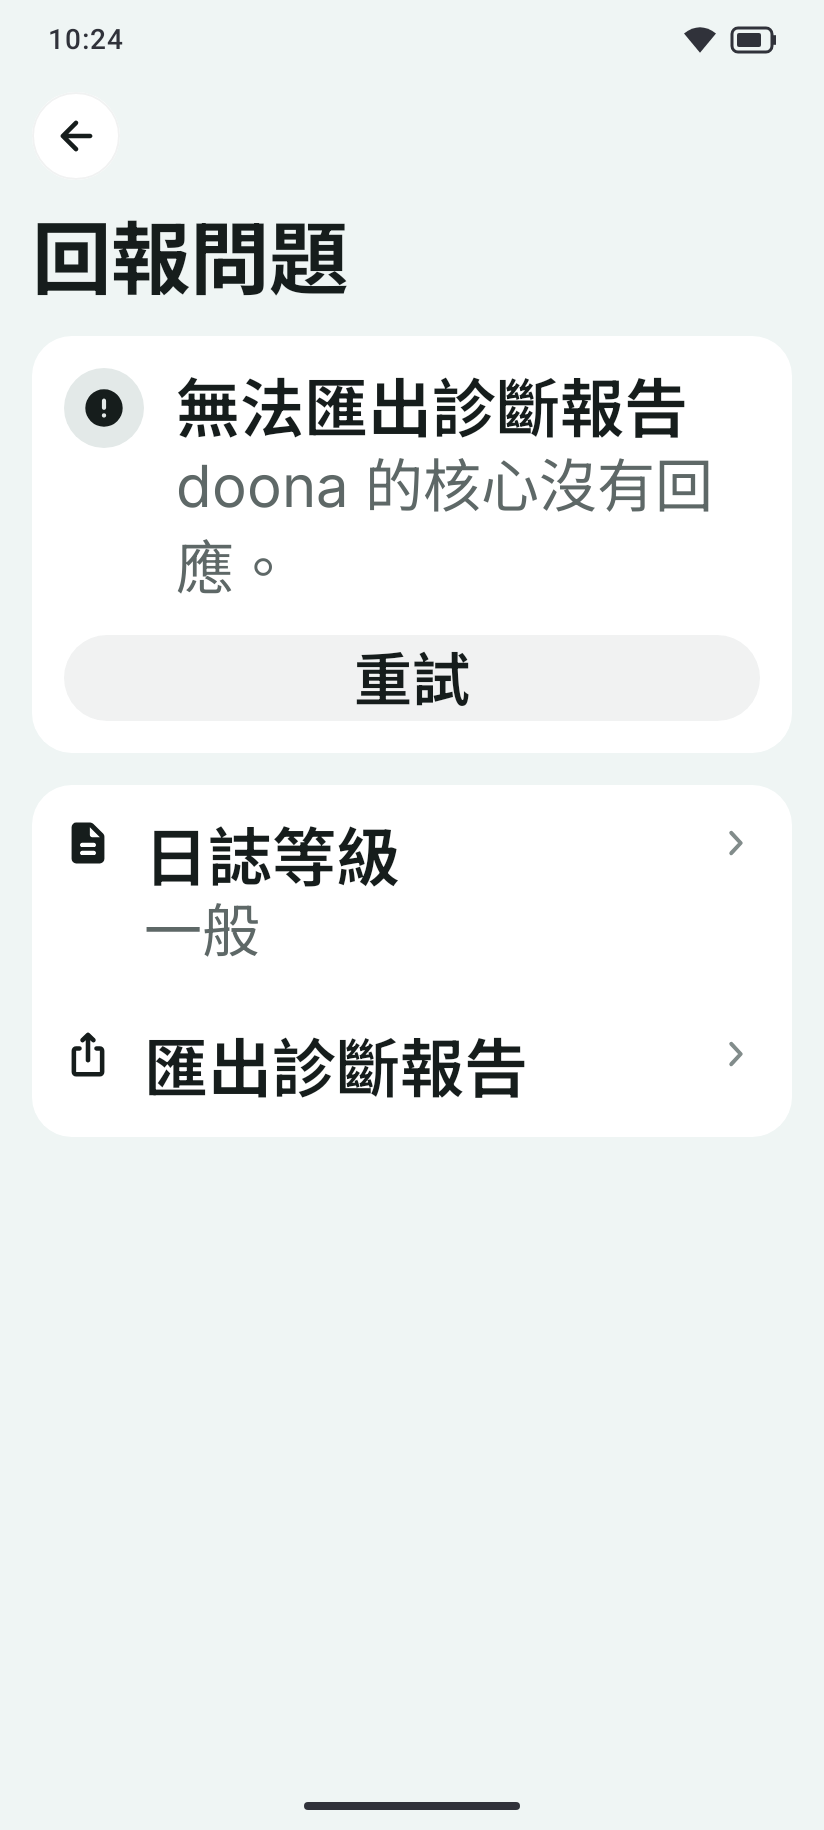 10:24
回報問題
無法匯出診斷報告
doona 的核心沒有回
應。
重試
日誌等級
一般
匯出診斷報告